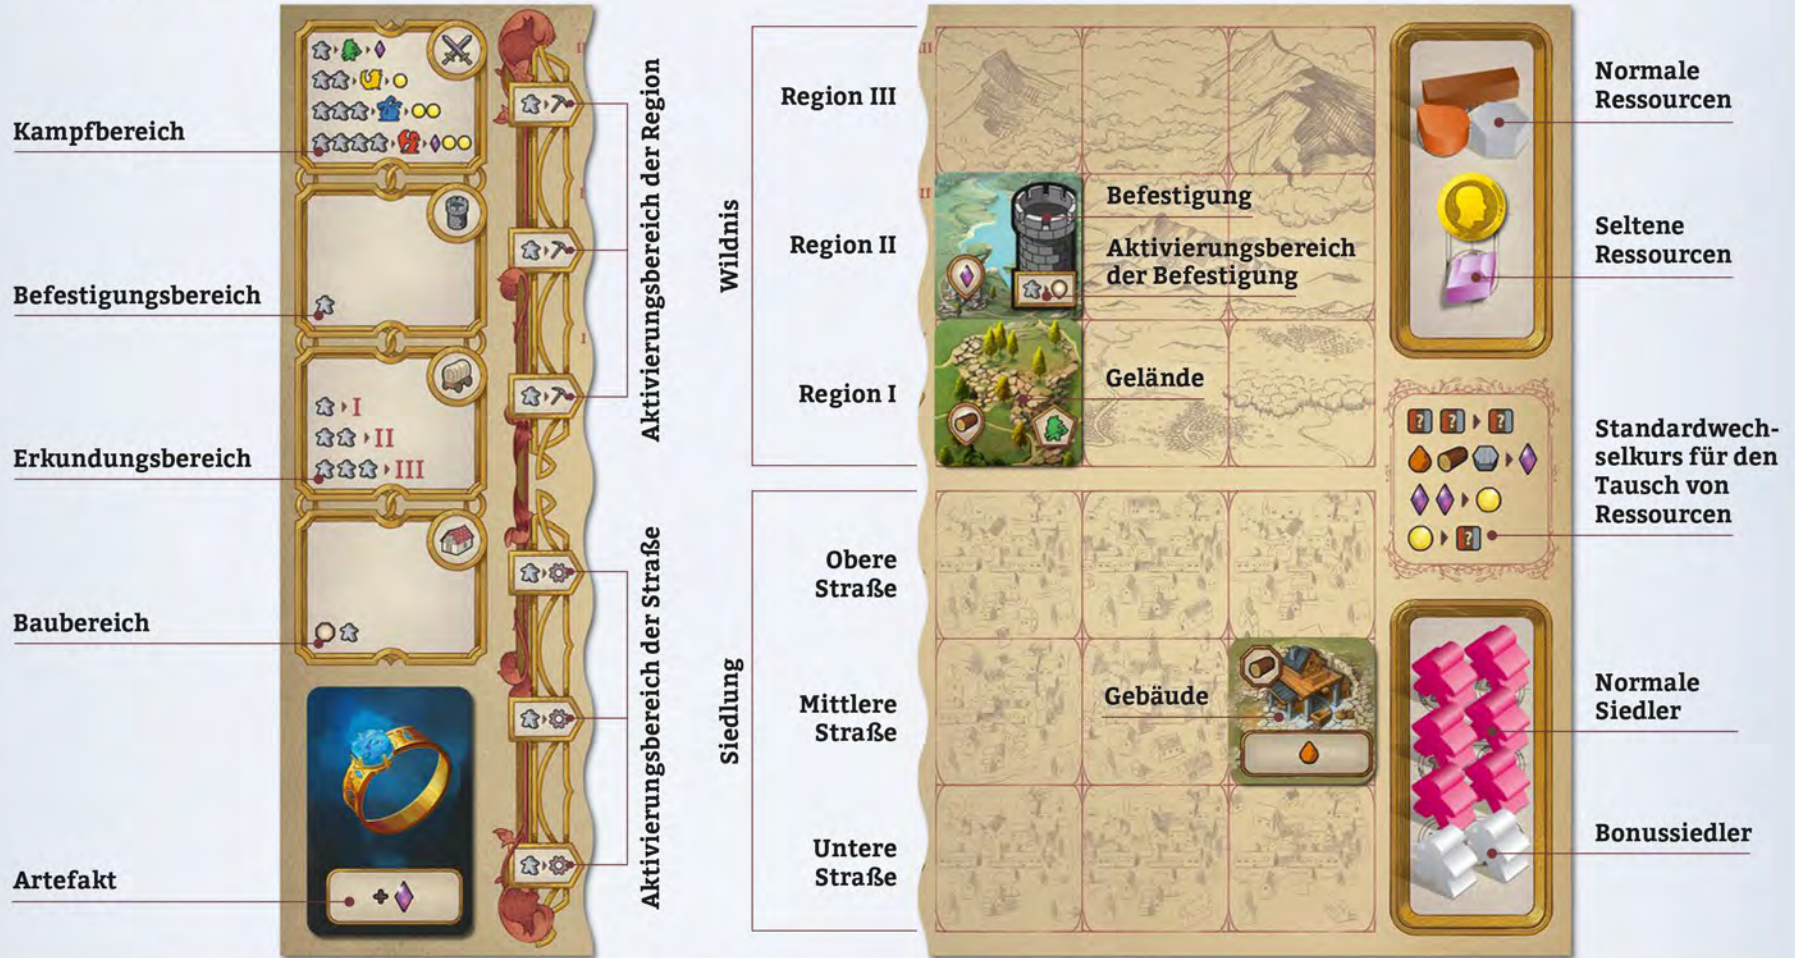 Kampfbereich
Befestigungsbereich
Erkundungsbereich
I
II
III
Baubereich
Artefakt
+
Aktivierungsbereich der Region
Aktivierungsbereich der Straße
Wildnis
Region III
Region II
Region I
Siedlung
Obere
Straße
Mittlere
Straße
Untere
Straße
III
II
I
Befestigung
Aktivierungsbereich
der Befestigung
Gelände
Gebäude
Normale
Ressourcen
Seltene
Ressourcen
? ? ?
?
Standardwech-
selkurs für den
Tausch von
Ressourcen
Normale
Siedler
Bonussiedler